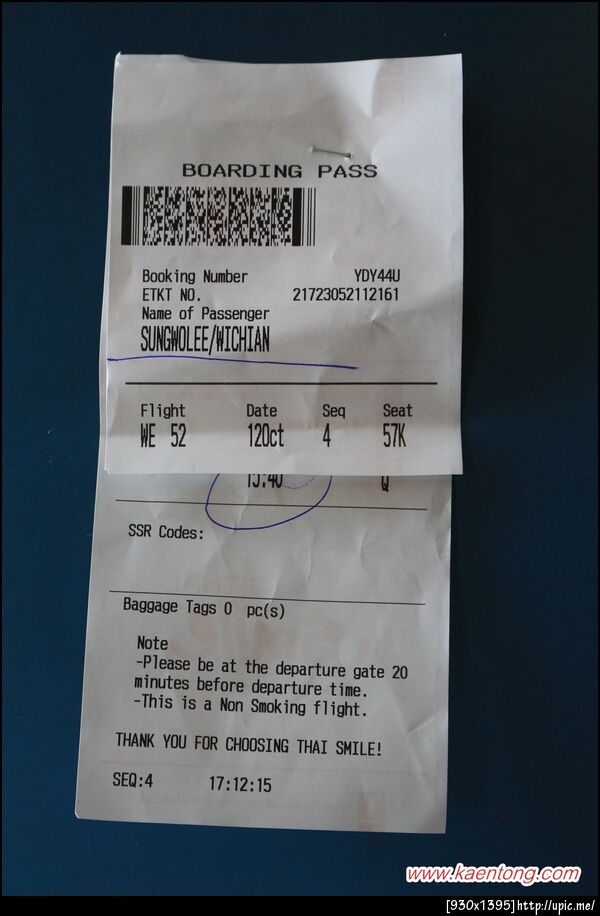 BOARDING PASS
Booking Number YDY44U
ETKT NO. 21723052112161
Name of Passenger
SUNGWOLEE/WICHIAN
Flight Date Seq Seat
WE 52 12Oct 4 57K
15:40 Q
SSR Codes:
Baggage Tags 0 pc(s)
Note
-Please be at the departure gate 20
minutes before departure time.
-This is a Non Smoking flight.
THANK YOU FOR CHOOSING THAI SMILE!
SEQ:4 17:12:15
www.kaentong.com
[930x1395]http://upic.me/